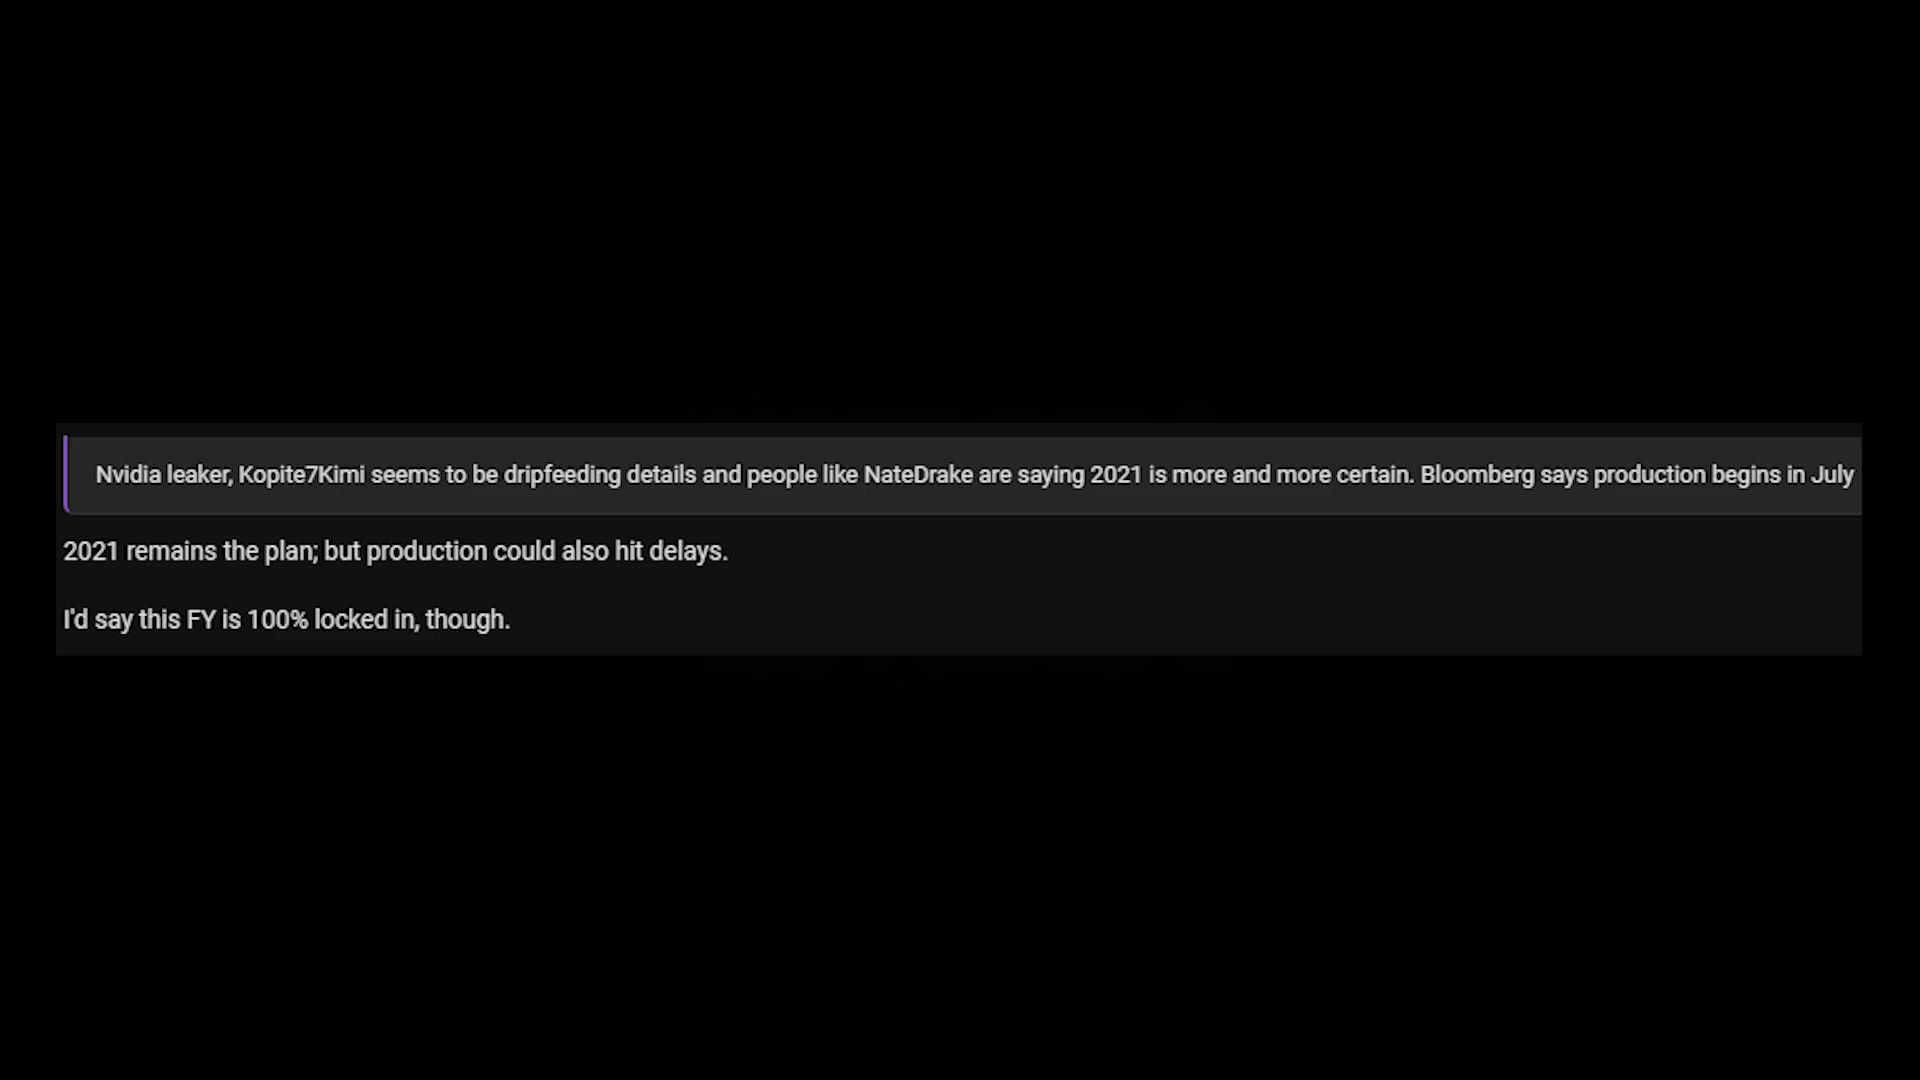 Nvidia leaker, Kopite7Kimi seems to be dripfeeding details and people like NateDrake are saying 2021 is more and more certain. Bloomberg says production begins in July
2021 remains the plan; but production could also hit delays.
I'd say this FY is 100% locked in, though.